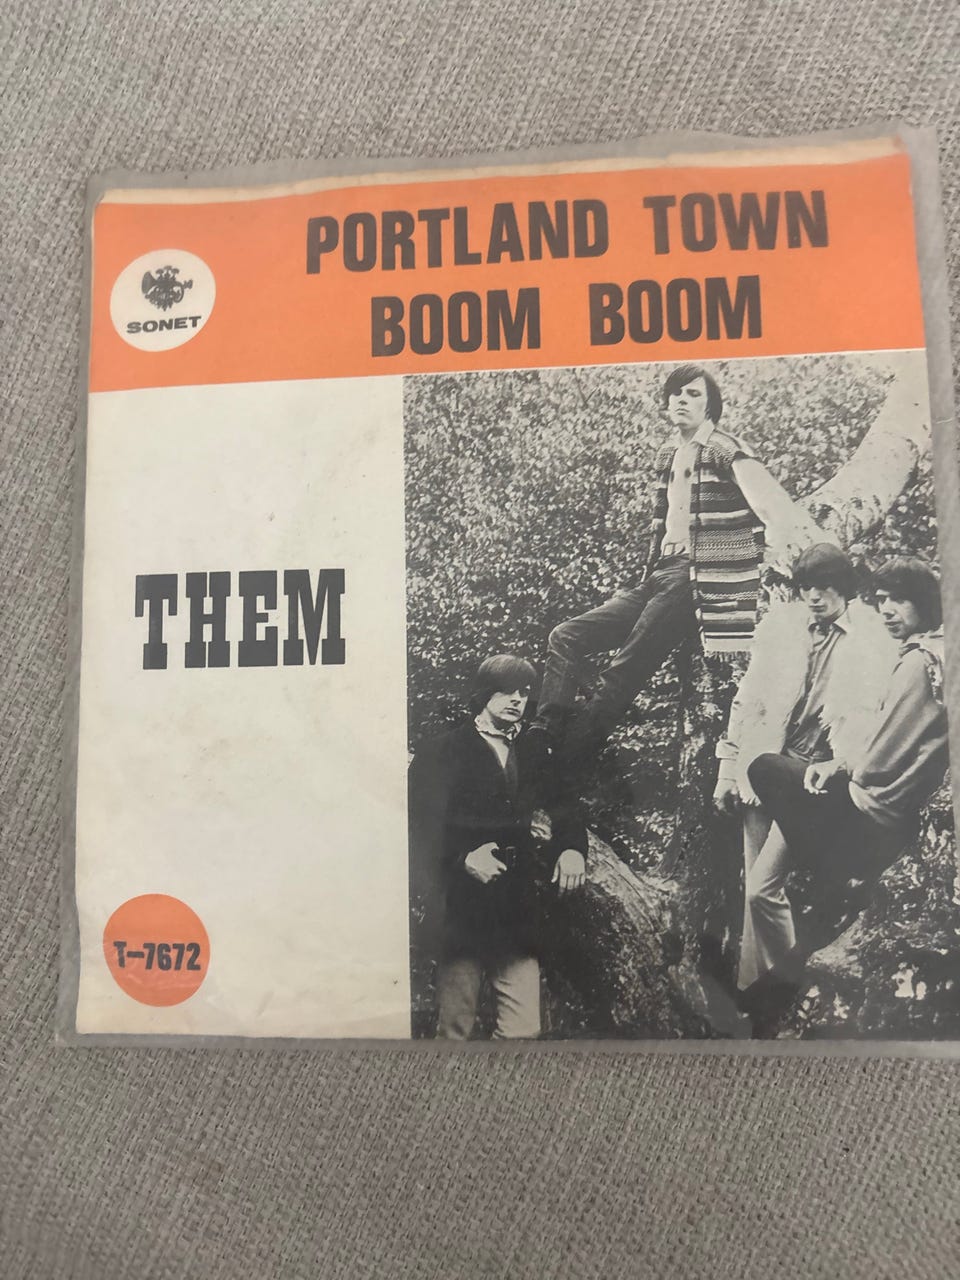 PORTLAND TOWN
BOOM BOOM
SONET
THEM
T-7672